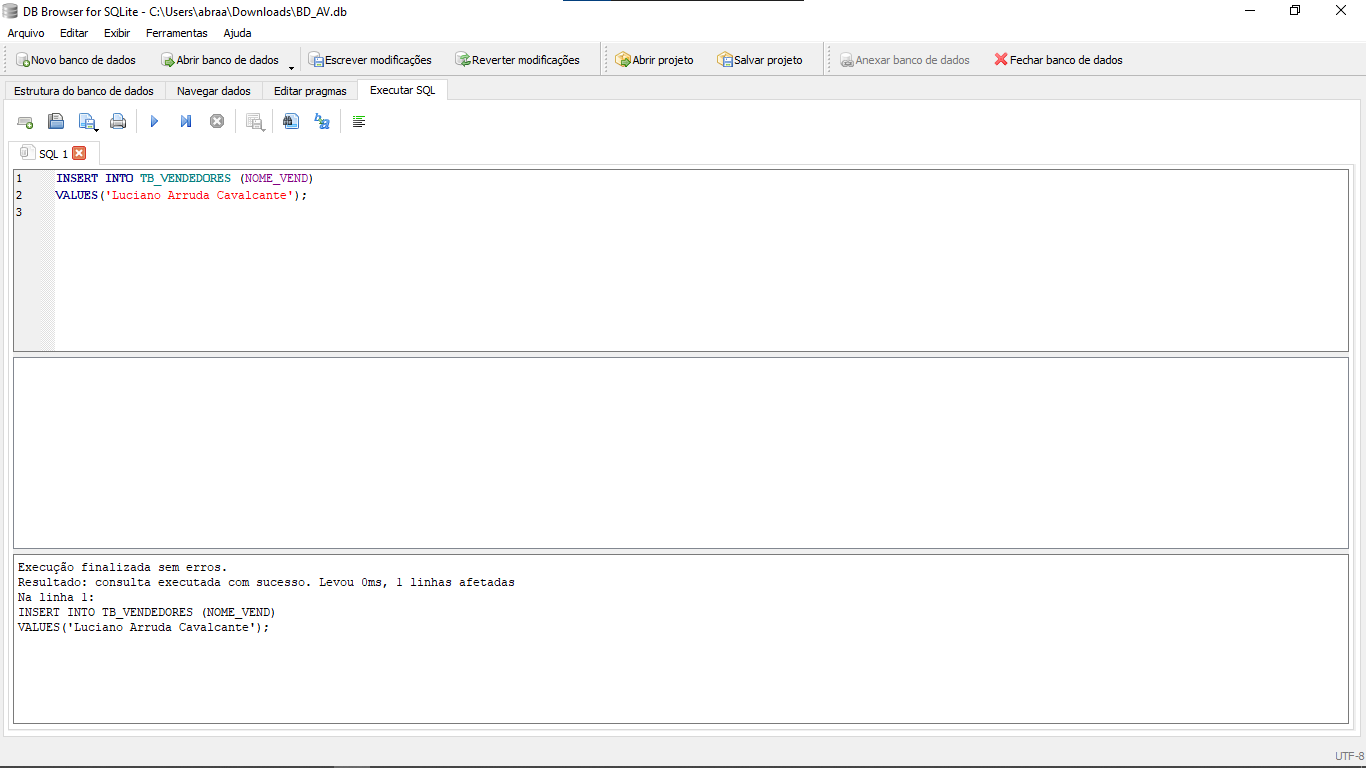 DB Browser for SQLite - C:\Users\abraa\Downloads\BD_AV.db
Arquivo Editar Exibir Ferramentas Ajuda
Novo banco de dados Abrir banco de dados Escrever modificações Reverter modificações Abrir projeto Salvar projeto Anexar banco de dados Fechar banco de dados
Estrutura do banco de dados Navegar dados Editar pragmas Executar SQL
SQL 1
1 INSERT INTO TB_VENDEDORES (NOME_VEND)
2 VALUES('Luciano Arruda Cavalcante');
3
Execução finalizada sem erros.
Resultado: consulta executada com sucesso. Levou 0ms, 1 linhas afetadas
Na linha 1:
INSERT INTO TB_VENDEDORES (NOME_VEND)
VALUES('Luciano Arruda Cavalcante');
UTF-8